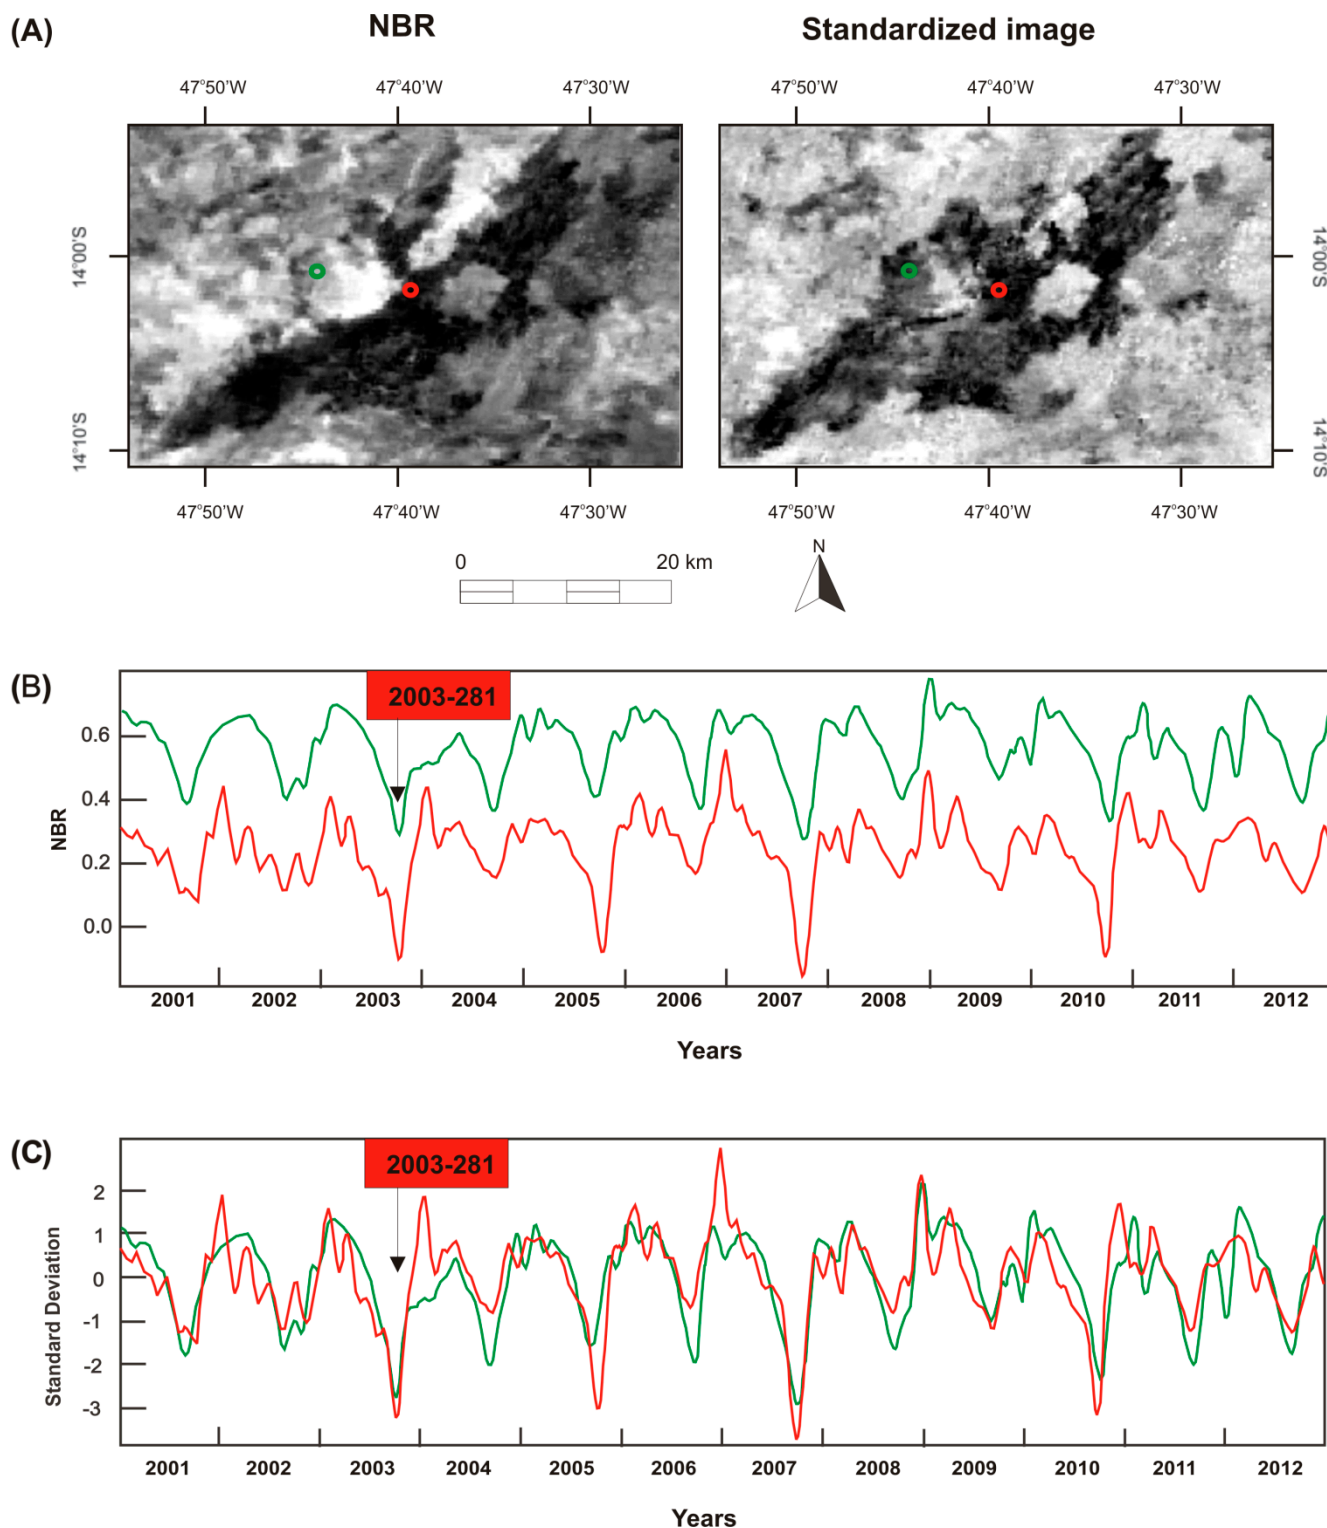 (A)
NBR
Standardized image
47°50'W 47°40'W 47°30'W 47°50'W 47°40'W 47°30'W
14°00'S 14°00'S
14°10'S 14°10'S
47°50'W 47°40'W 47°30'W 47°50'W 47°40'W 47°30'W
0 20 km
N
(B)
2003-281
NBR
0.6
0.4
0.2
0.0
2001 2002 2003 2004 2005 2006 2007 2008 2009 2010 2011 2012
Years
(C)
2003-281
Standard Deviation
2
1
0
-1
-2
-3
2001 2002 2003 2004 2005 2006 2007 2008 2009 2010 2011 2012
Years